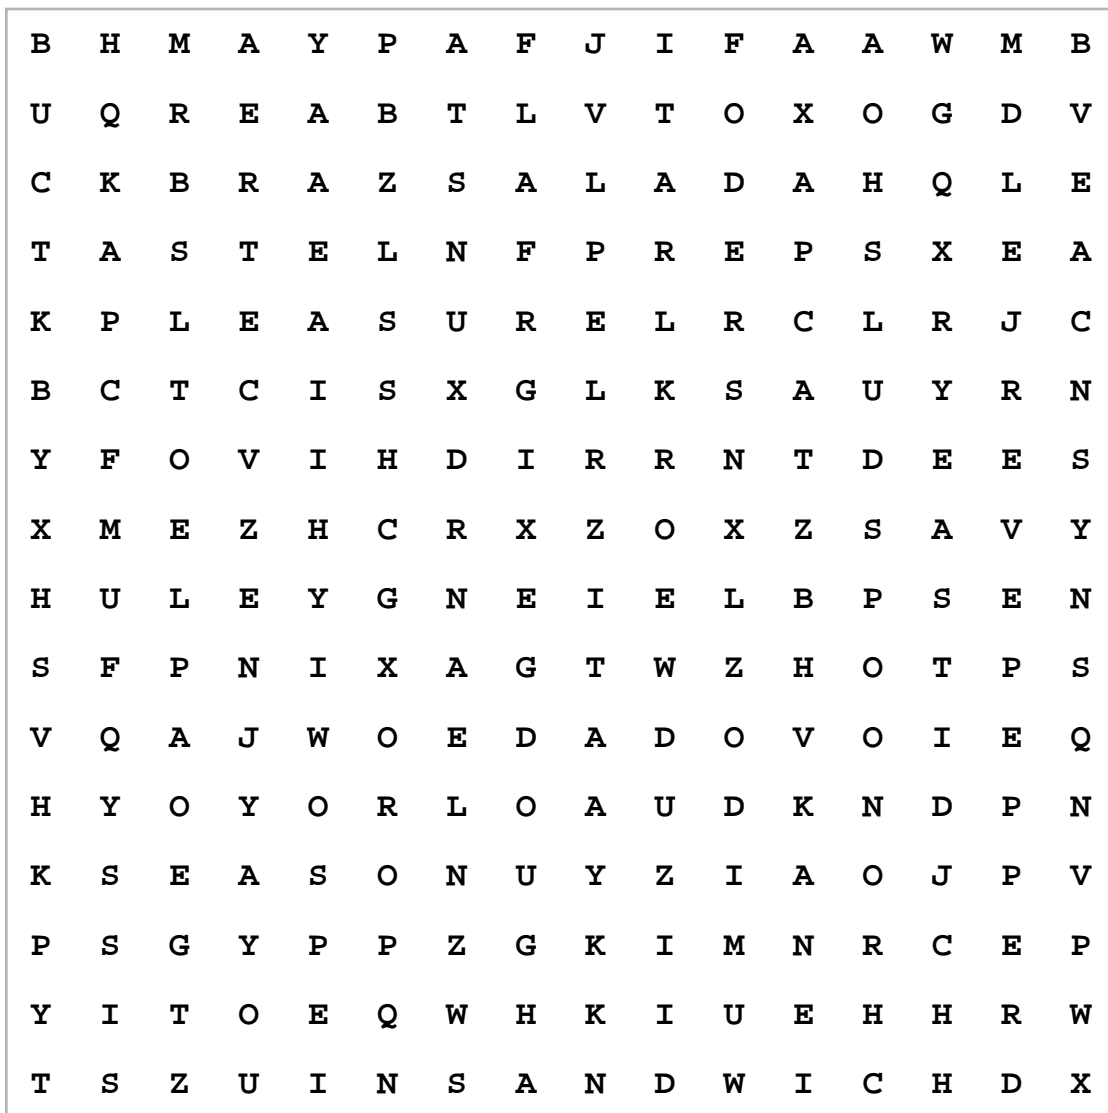 B H M A Y P A F J I F A A W M B
U Q R E A B T L V T O X O G D V
C K B R A Z S A L A D A H Q L E
T A S T E L N F P R E P S X E A
K P L E A S U R E L R C L R J C
B C T C I S X G L K S A U Y R N
Y F O V I H D I R R N T D E E S
X M E Z H C R X Z O X Z S A V Y
H U L E Y G N E I E L B P S E N
S F P N I X A G T W Z H O T P S
V Q A J W O E D A D O V O I E Q
H Y O Y O R L O A U D K N D P N
K S E A S O N U Y Z I A O J P V
P S G Y P P Z G K I M N R C E P
Y I T O E Q W H K I U E H H R W
T S Z U I N S A N D W I C H D X